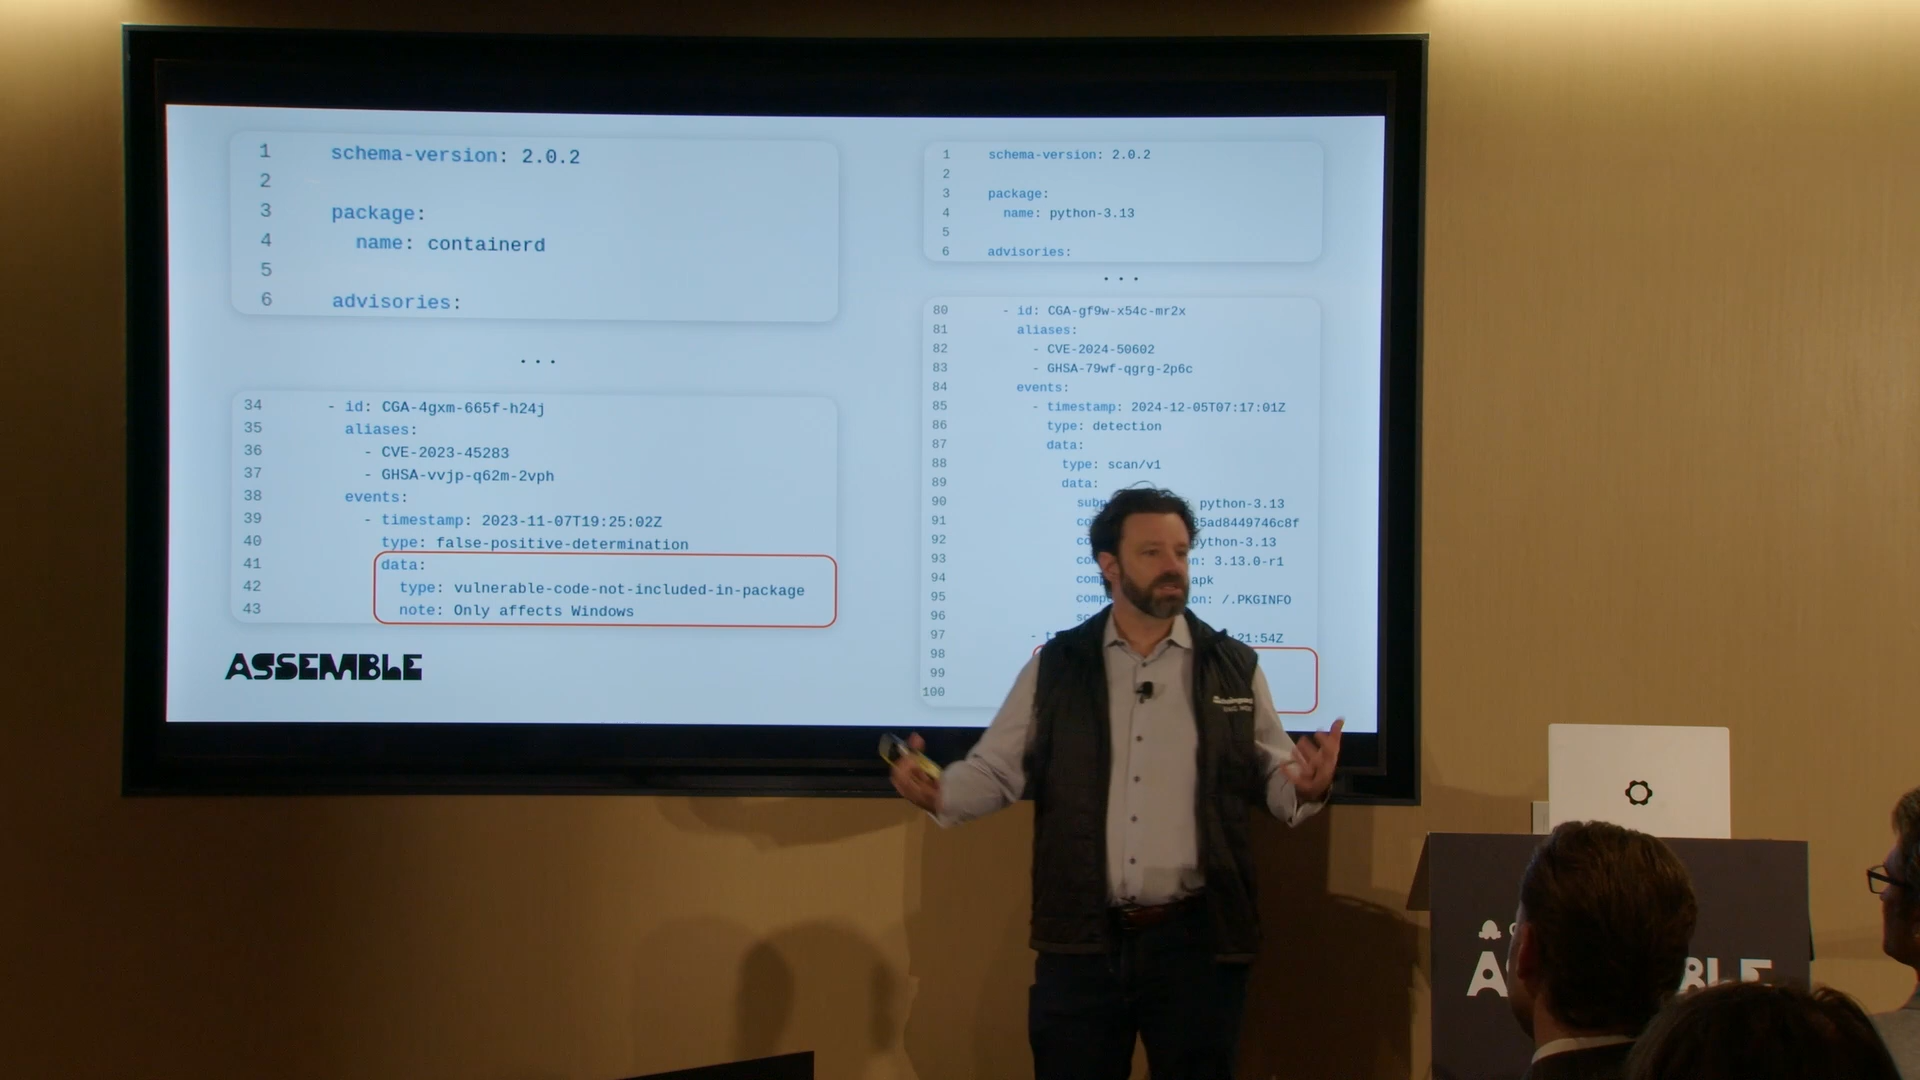 1 schema-version: 2.0.2
2
3 package:
4 name: containerd
5
6 advisories:
...
34 - id: CGA-4gxm-665f-h24j
35 aliases:
36 - CVE-2023-45283
37 - GHSA-vvjp-q62m-2vph
38 events:
39 - timestamp: 2023-11-07T19:25:02Z
40 type: false-positive-determination
41 data:
42 type: vulnerable-code-not-included-in-package
43 note: Only affects Windows
ASSEMBLE
1 schema-version: 2.0.2
2
3 package:
4 name: python-3.13
5
6 advisories:
...
80 - id: CGA-gf9w-x54c-mr2x
81 aliases:
82 - CVE-2024-50602
83 - GHSA-79wf-qgrg-2p6c
84 events:
85 - timestamp: 2024-12-05T07:17:01Z
86 type: detection
87 data:
88 type: scan/v1
89 data:
90 python-3.13
91 35ad8449746c8f
92 python-3.13
93 : 3.13.0-r1
94 apk
95 : /.PKGINFO
96
97 - :21:54Z
98
99
100